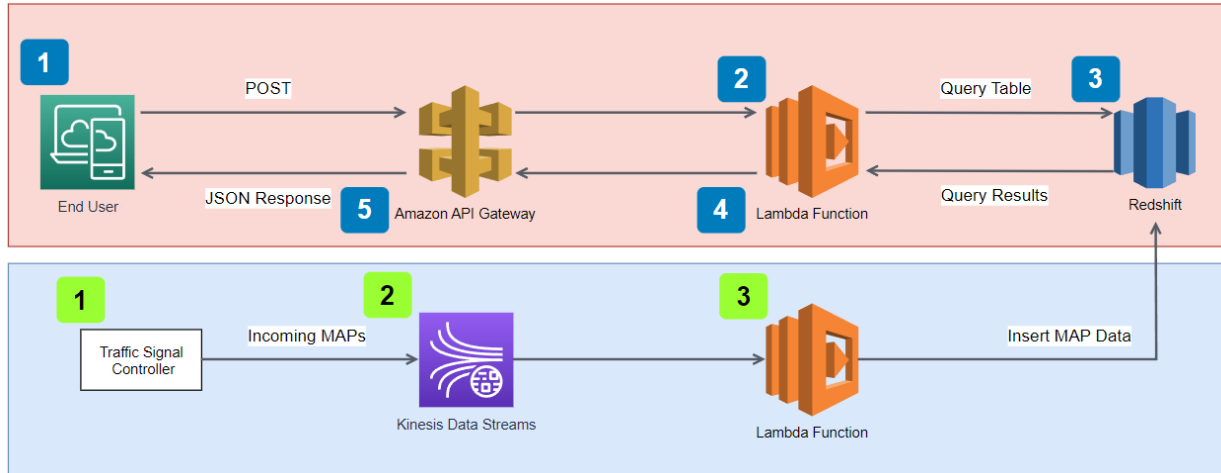 1
POST
2
Query Table
3
End User
JSON Response
5
Amazon API Gateway
4
Lambda Function
Query Results
Redshift
1
Traffic Signal
Controller
Incoming MAPs
2
Kinesis Data Streams
3
Lambda Function
Insert MAP Data